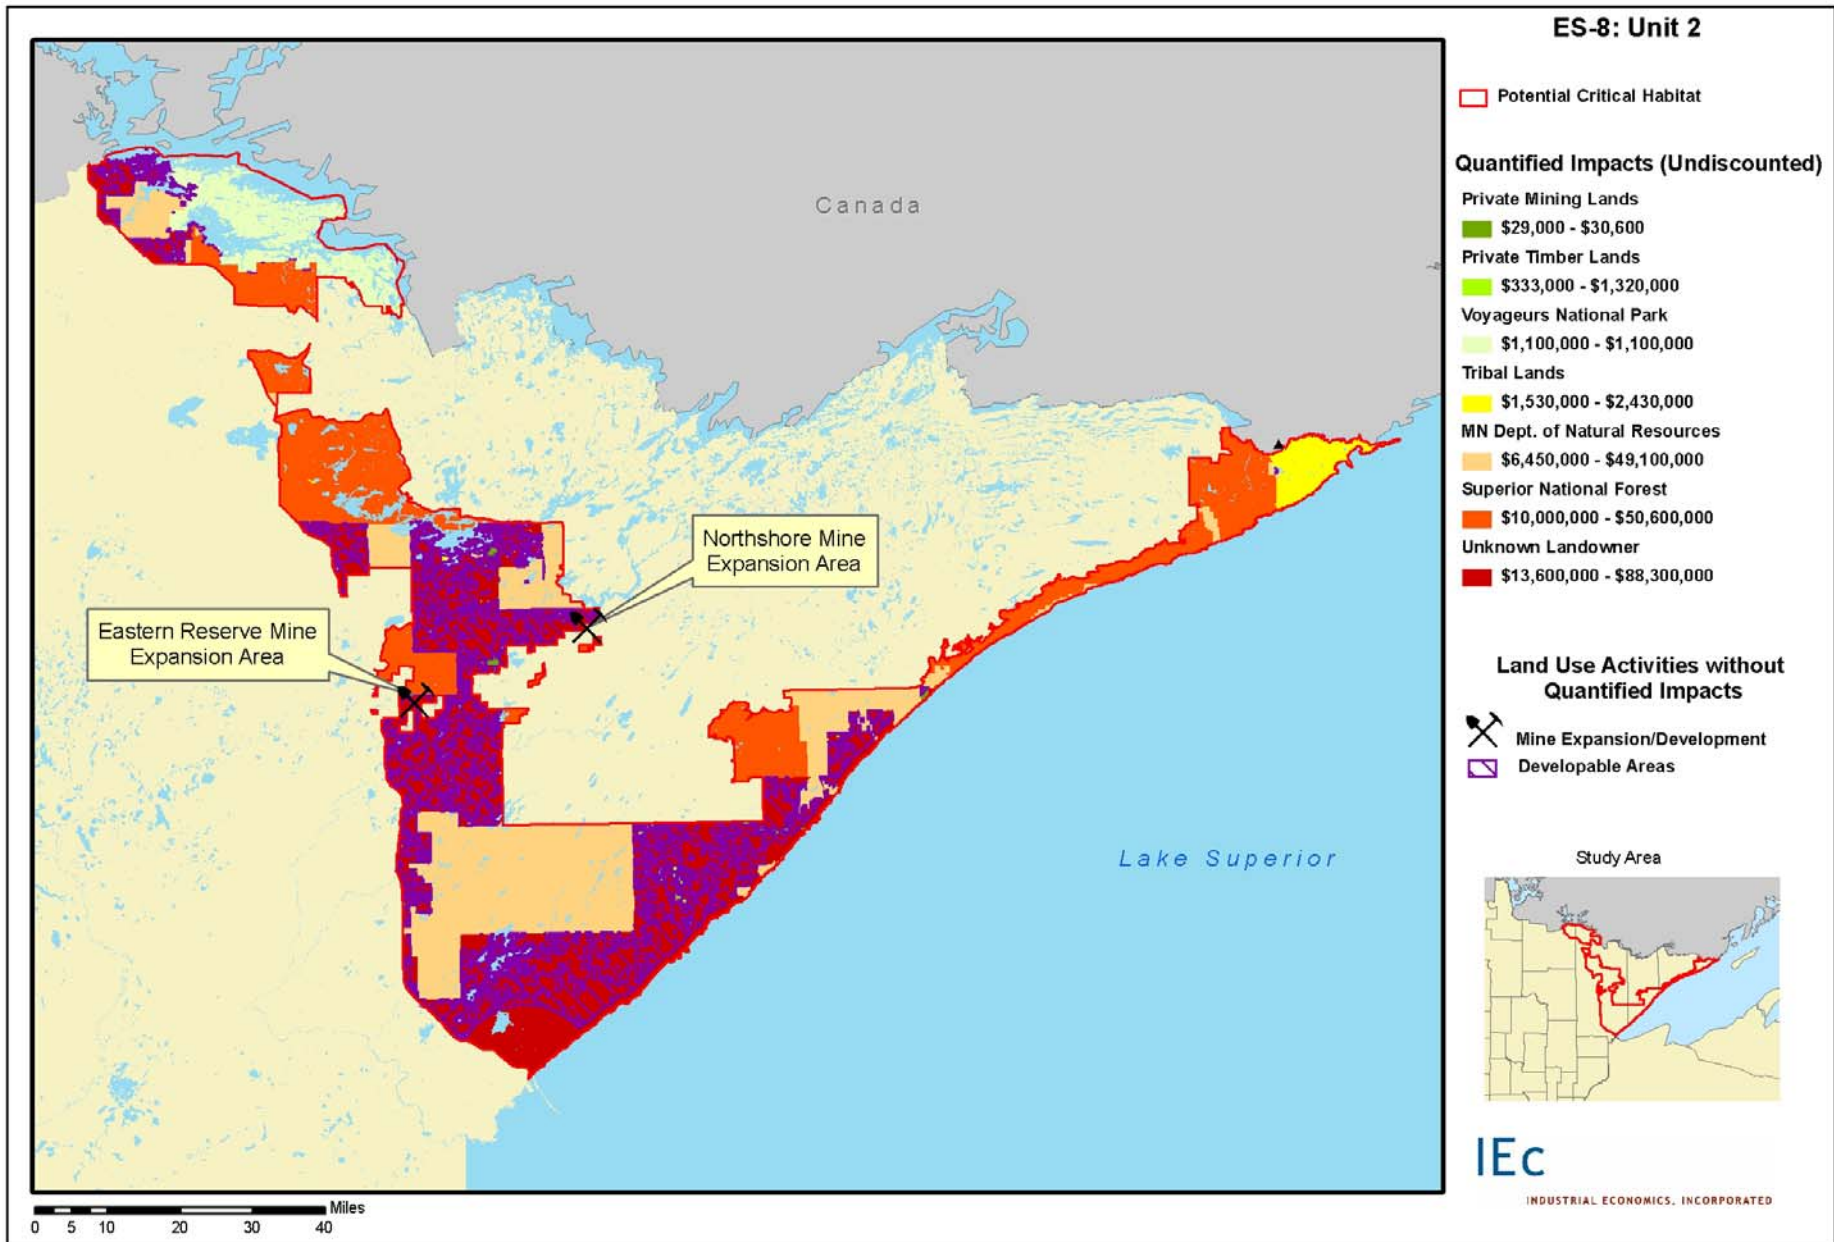 ES-8: Unit 2
Potential Critical Habitat
Quantified Impacts (Undiscounted)
Private Mining Lands
$29,000 - $30,600
Private Timber Lands
$333,000 - $1,320,000
Voyageurs National Park
$1,100,000 - $1,100,000
Tribal Lands
$1,530,000 - $2,430,000
MN Dept. of Natural Resources
$6,450,000 - $49,100,000
Superior National Forest
$10,000,000 - $50,600,000
Unknown Landowner
$13,600,000 - $88,300,000
Land Use Activities without
Quantified Impacts
Mine Expansion/Development
Developable Areas
Study Area
IEc
INDUSTRIAL ECONOMICS, INCORPORATED
Canada
Northshore Mine
Expansion Area
Eastern Reserve Mine
Expansion Area
Lake Superior
Miles
0 5 10 20 30 40